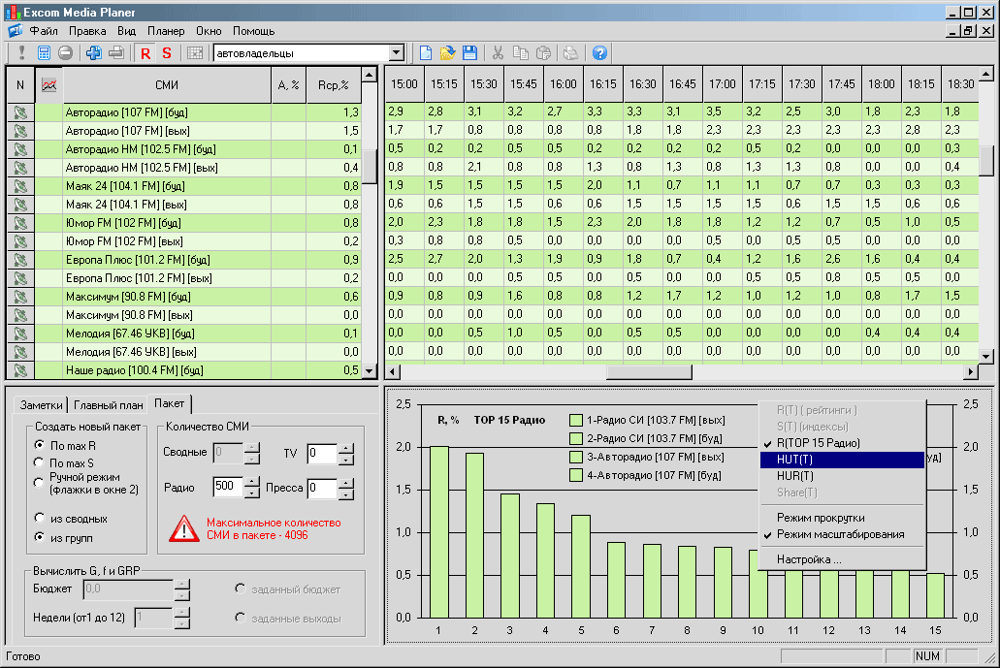 Excom Media Planer
Файл Правка Вид Планер Окно Помощь
R S автовладельцы
N СМИ A, % Rср,%
Авторадио [107 FM] [буд] 1,3
Авторадио [107 FM] [вых] 1,5
Авторадио НМ [102.5 FM] [буд] 0,1
Авторадио НМ [102.5 FM] [вых] 0,4
Маяк 24 [104.1 FM] [буд] 0,8
Маяк 24 [104.1 FM] [вых] 0,8
Юмор FM [102 FM] [буд] 0,8
Юмор FM [102 FM] [вых] 0,2
Европа Плюс [101.2 FM] [буд] 0,9
Европа Плюс [101.2 FM] [вых] 0,2
Максимум [90.8 FM] [буд] 0,6
Максимум [90.8 FM] [вых] 0,0
Мелодия [67.46 УКВ] [буд] 0,1
Мелодия [67.46 УКВ] [вых] 0,0
Наше радио [100.4 FM] [буд] 0,5
15:00 15:15 15:30 15:45 16:00 16:15 16:30 16:45 17:00 17:15 17:30 17:45 18:00 18:15 18:30
2,9 2,8 3,1 3,2 2,7 3,3 3,3 3,1 3,5 3,2 2,5 3,0 1,8 2,3 1,8
1,7 1,7 0,8 0,8 0,8 0,8 1,8 1,8 2,3 2,3 2,3 2,3 2,3 2,8 2,3
0,5 0,2 0,2 0,5 0,5 0,2 0,2 0,2 0,2 0,5 0,2 0,0 0,0 0,0 0,3
0,8 0,8 2,1 0,8 0,8 1,3 0,8 1,3 0,8 1,3 1,3 0,8 0,0 0,0 0,4
1,9 1,5 1,5 1,5 1,5 2,0 1,1 0,7 1,1 1,1 0,7 0,7 0,3 0,3 0,3
0,6 0,6 1,5 1,5 0,6 0,6 1,5 1,5 1,5 1,5 0,6 1,5 1,5 0,6 0,6
2,0 2,3 1,8 1,8 1,5 2,3 2,0 1,8 1,8 1,2 1,2 0,7 0,5 1,0 0,5
0,3 0,8 0,8 0,5 0,0 0,0 0,0 0,0 0,5 0,0 0,5 0,5 0,0 0,0 0,0
2,5 2,7 2,0 1,3 1,9 0,9 1,8 0,7 0,4 1,2 1,6 2,6 1,6 0,4 0,4
0,0 0,0 0,5 0,5 0,0 0,0 0,0 0,0 0,0 0,5 0,5 0,8 0,5 0,5 0,0
0,9 0,8 0,9 1,6 0,8 0,8 1,2 1,7 1,2 1,0 1,2 1,0 0,8 1,7 1,5
0,0 0,0 0,0 0,0 0,0 0,0 0,0 0,0 0,0 0,0 0,0 0,0 0,0 0,0 0,0
0,0 0,0 0,5 1,0 0,5 0,0 0,0 0,0 0,0 0,0 0,0 0,0 0,4 0,4 0,4
0,0 0,0 0,0 0,0 0,0 0,0 0,0 0,0 0,0 0,0 0,0 0,0 0,0 0,0 0,0
Заметки Главный план Пакет
Создать новый пакет
По max R
По max S
Ручной режим
(флажки в окне 2)
из сводных
из групп
Количество СМИ
Сводные 0 TV 0
Радио 500 Пресса 0
Максимальное количество
СМИ в пакете - 4096
Вычислить G, f и GRP
Бюджет 0,0 заданный бюджет
Недели (от1 до 12) 1 заданные выходы
R, % TOP 15 Радио
1-Радио СИ [103.7 FM] [вых]
2-Радио СИ [103.7 FM] [буд]
3-Авторадио [107 FM] [вых]
4-Авторадио [107 FM] [буд]
уд]
2,5 2,5
2,0 2,0
1,5 1,5
1,0 1,0
0,5 0,5
0,0 0,0
1 2 3 4 5 6 7 8 9 10 11 12 13 14 15
R(T) ( рейтинги )
S(T) (индексы)
R(TOP 15 Радио)
HUT(T)
HUR(T)
Share(T)
Режим прокрутки
Режим масштабирования
Настройка ...
Готово NUM